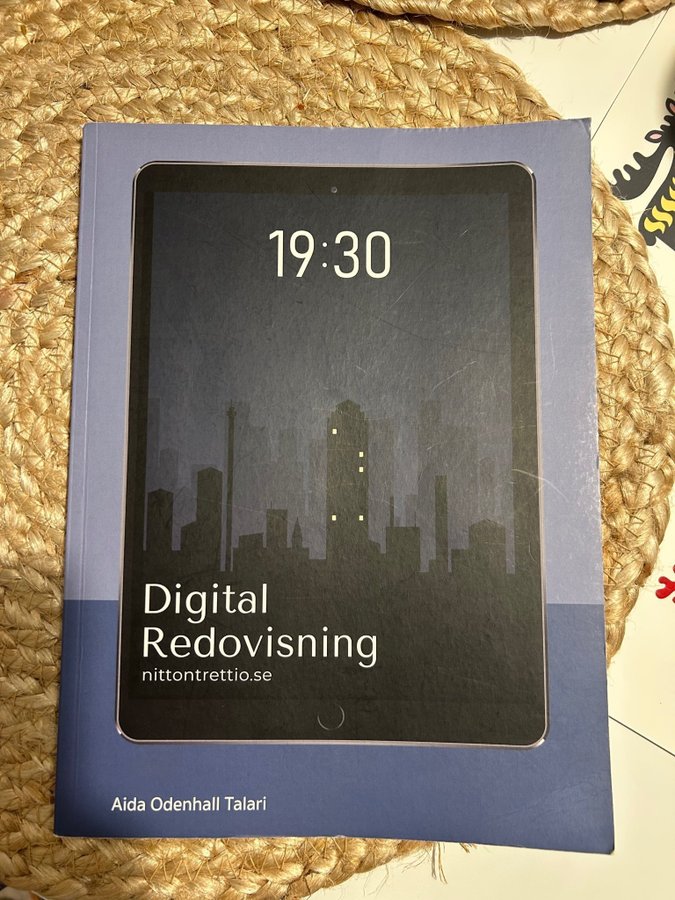 19:30
Digital
Redovisning
nittontrettio.se
Aida Odenhall Talari